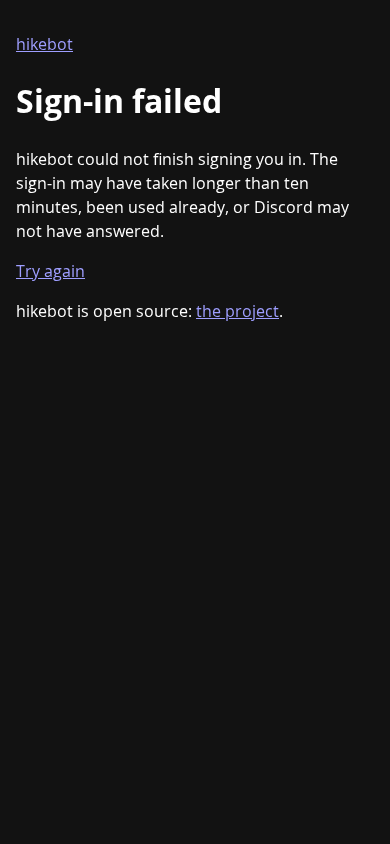 hikebot
Sign-in failed
hikebot could not finish signing you in. The
sign-in may have taken longer than ten
minutes, been used already, or Discord may
not have answered.
Try again
hikebot is open source: the project.